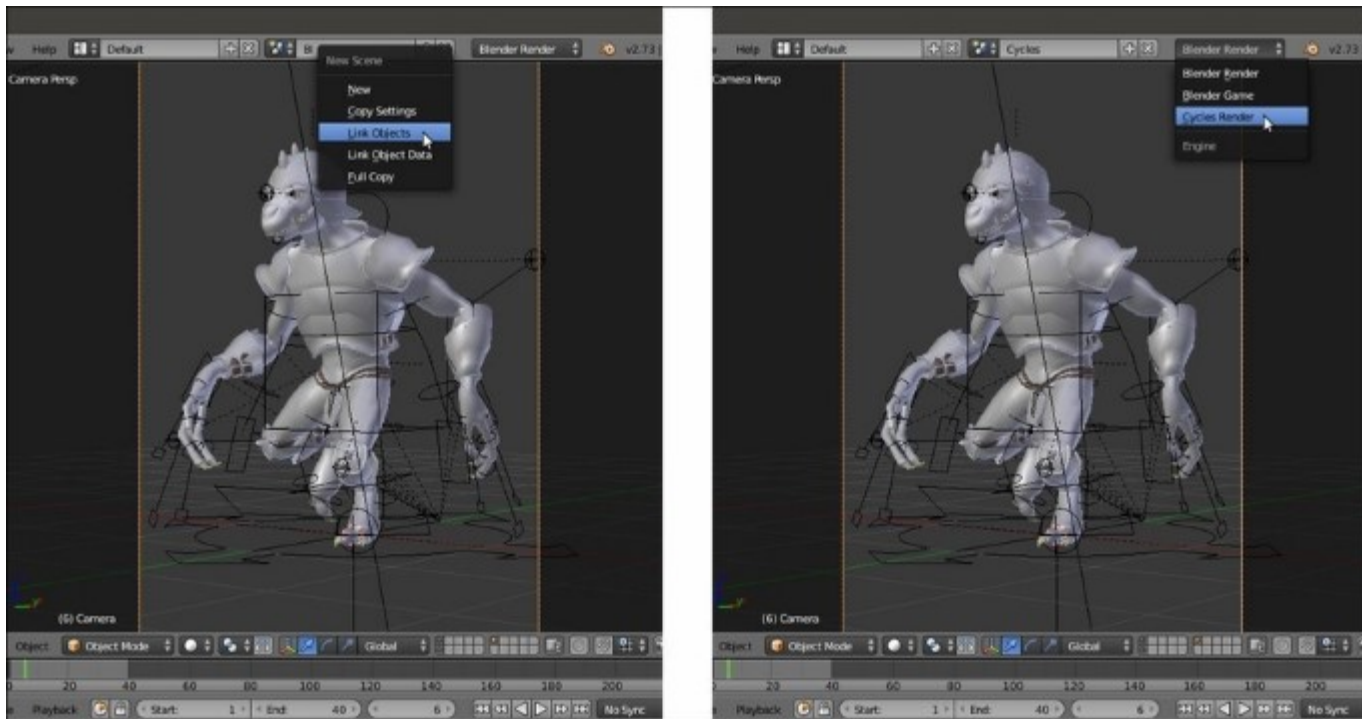 Help Default BI Blender Render v2.73
Camera Persp
New Scene
New
Copy Settings
Link Objects
Link Object Data
Full Copy
(6) Camera
Object Object Mode Global
0 20 40 60 80 100 120 140 160 180 200
Playback Start: 1 End: 40 6 No Sync
Help Default Cycles Blender Render v2.73
Camera Persp
Blender Render
Blender Game
Cycles Render
Engine
(6) Camera
Object Object Mode Global
0 20 40 60 80 100 120 140 160 180 200
Playback Start: 1 End: 40 6 No Sync